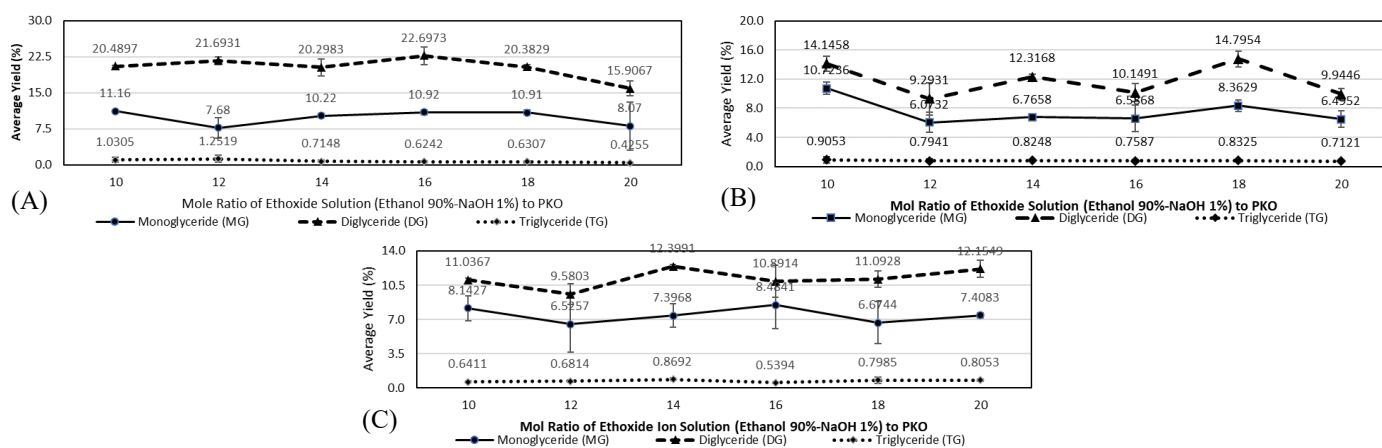 30.0
22.5
15.0
7.5
0.0
Average Yield (%)
20.4897 21.6931 20.2983 22.6973 20.3829 15.9067
11.16 7.68 10.22 10.92 10.91 8.07
1.0305 1.2519 0.7148 0.6242 0.6307 0.4255
10 12 14 16 18 20
Mole Ratio of Ethoxide Solution (Ethanol 90%-NaOH 1%) to PKO
Monoglyceride (MG) Diglyceride (DG) Triglyceride (TG)
(A)
20.0
16.0
12.0
8.0
4.0
0.0
Average Yield (%)
14.1458 9.2931 12.3168 10.1491 14.7954 9.9446
10.7236 6.0732 6.7658 6.5868 8.3629 6.4952
0.9053 0.7941 0.8248 0.7587 0.8325 0.7121
10 12 14 16 18 20
Mol Ratio of Ethoxide Solution (Ethanol 90%-NaOH 1%) to PKO
Monoglyceride (MG) Diglyceride (DG) Triglyceride (TG)
(B)
14.0
10.5
7.0
3.5
0.0
Average Yield (%)
11.0367 9.5803 12.3991 10.8914 11.0928 12.1549
8.1427 6.5257 7.3968 8.4841 6.6744 7.4083
0.6411 0.6814 0.8692 0.5394 0.7985 0.8053
10 12 14 16 18 20
Mol Ratio of Ethoxide Ion Solution (Ethanol 90%-NaOH 1%) to PKO
Monoglyceride (MG) Diglyceride (DG) Triglyceride (TG)
(C)